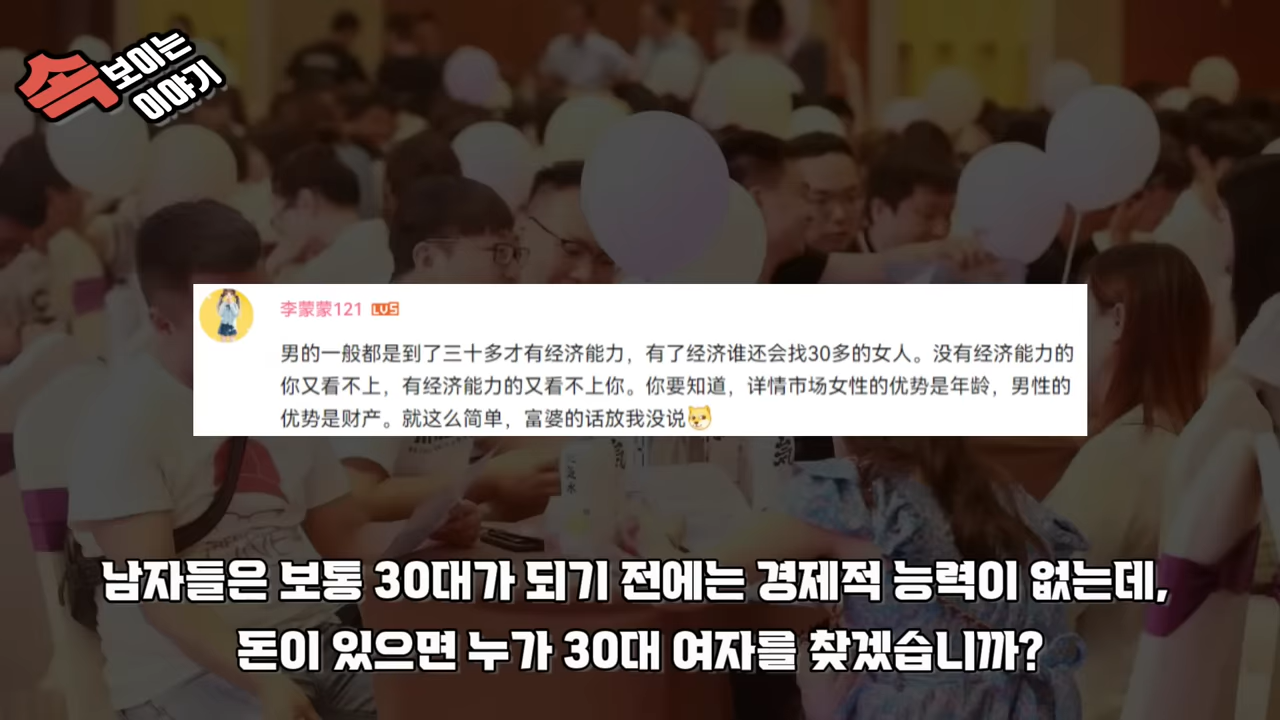 속보이는
이야기
李蒙蒙121 LV5
男的一般都是到了三十多才有经济能力，有了经济谁还会找30多的女人。没有经济能力的
你又看不上，有经济能力的又看不上你。你要知道，详情市场女性的优势是年龄，男性的
优势是财产。就这么简单，富婆的话放我没说
남자들은 보통 30대가 되기 전에는 경제적 능력이 없는데,
돈이 있으면 누가 30대 여자를 찾겠습니까?